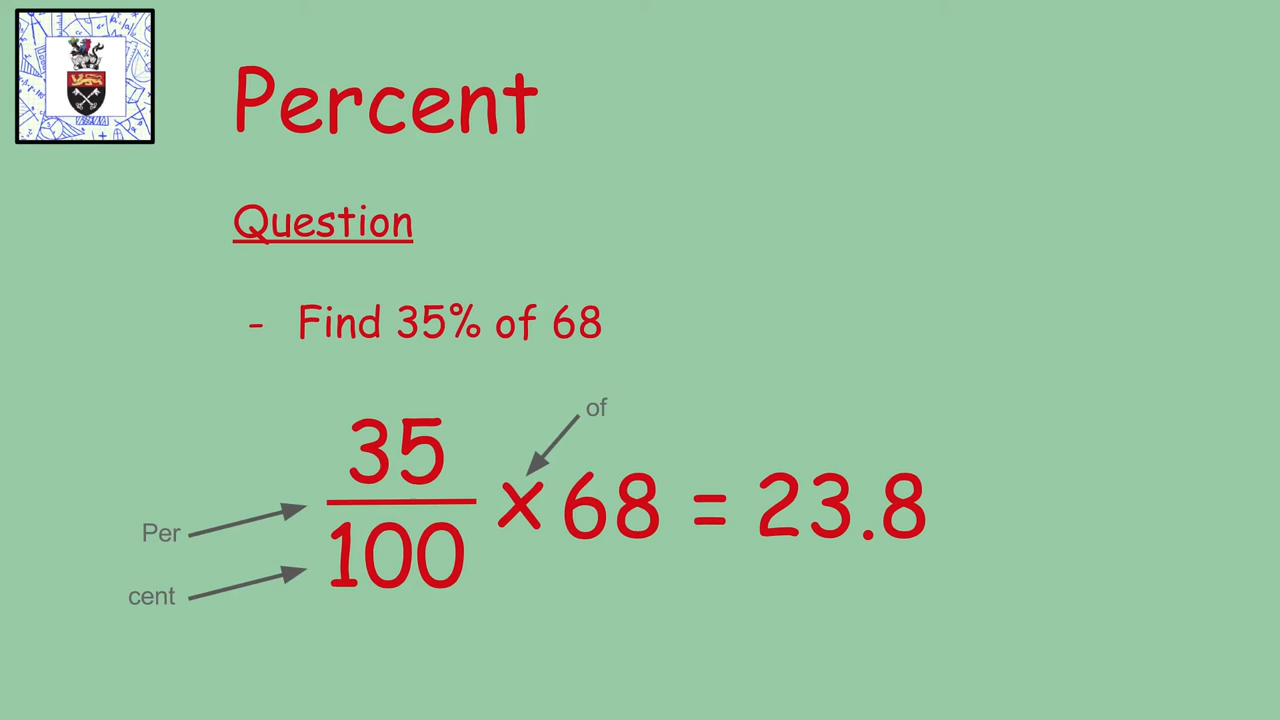 Percent
Question
- Find 35% of 68
of
35
× 68 = 23.8
Per
100
cent